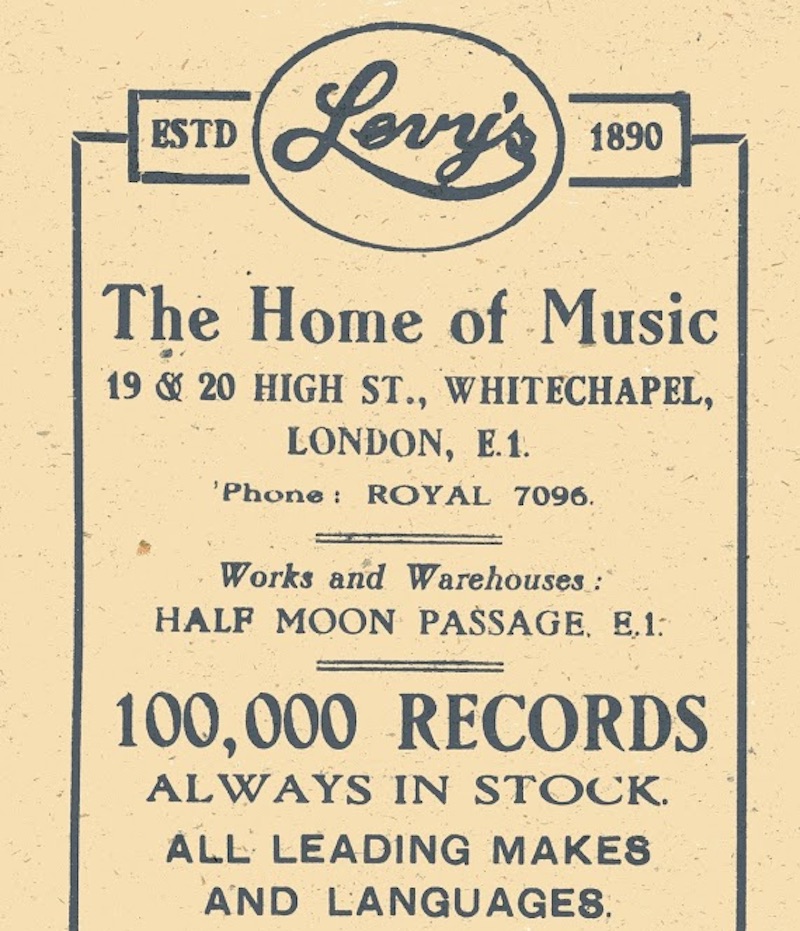 ESTD Levy's 1890
The Home of Music
19 & 20 HIGH ST., WHITECHAPEL,
LONDON, E.1.
'Phone: ROYAL 7096.
Works and Warehouses:
HALF MOON PASSAGE, E.1.
100,000 RECORDS
ALWAYS IN STOCK.
ALL LEADING MAKES
AND LANGUAGES.